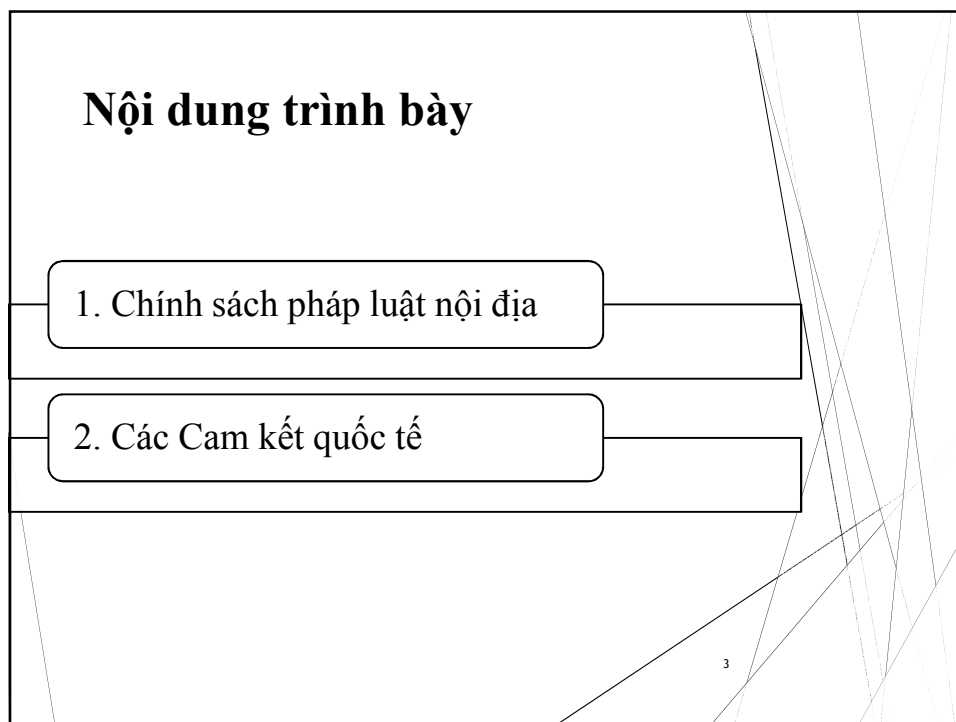 Nội dung trình bày
1. Chính sách pháp luật nội địa
2. Các Cam kết quốc tế
3